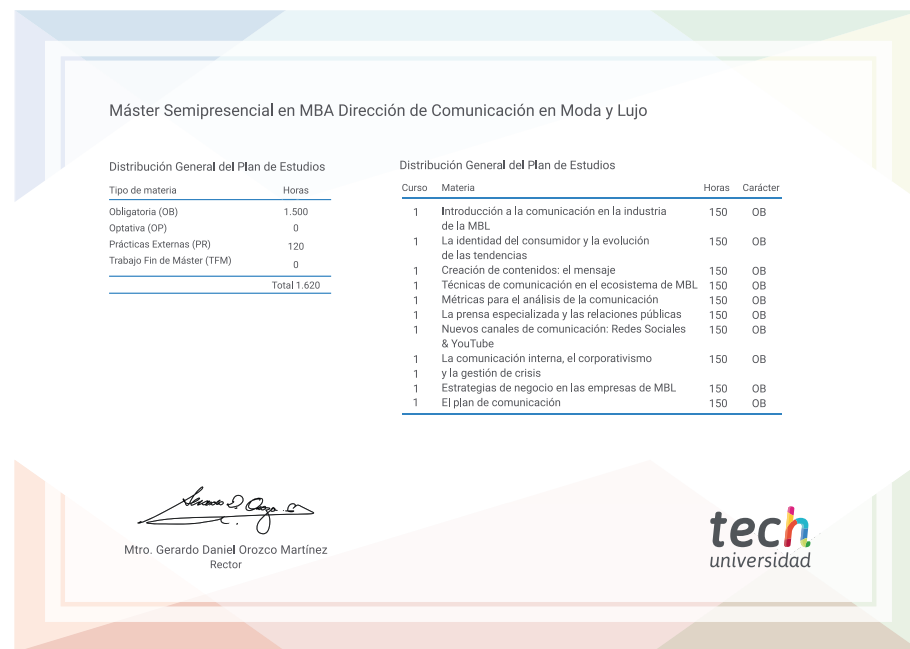 Máster Semipresencial en MBA Dirección de Comunicación en Moda y Lujo
Distribución General del Plan de Estudios
Tipo de materia Horas
Obligatoria (OB) 1.500
Optativa (OP) 0
Prácticas Externas (PR) 120
Trabajo Fin de Máster (TFM) 0
Total 1.620
Distribución General del Plan de Estudios
Curso Materia Horas Carácter
1 Introducción a la comunicación en la industria 150 OB
de la MBL
1 La identidad del consumidor y la evolución 150 OB
de las tendencias
1 Creación de contenidos: el mensaje 150 OB
1 Técnicas de comunicación en el ecosistema de MBL 150 OB
1 Métricas para el análisis de la comunicación 150 OB
1 La prensa especializada y las relaciones públicas 150 OB
1 Nuevos canales de comunicación: Redes Sociales 150 OB
& YouTube
1 La comunicación interna, el corporativismo 150 OB
1 y la gestión de crisis
1 Estrategias de negocio en las empresas de MBL 150 OB
1 El plan de comunicación 150 OB
Mtro. Gerardo Daniel Orozco Martínez
Rector
tech
universidad